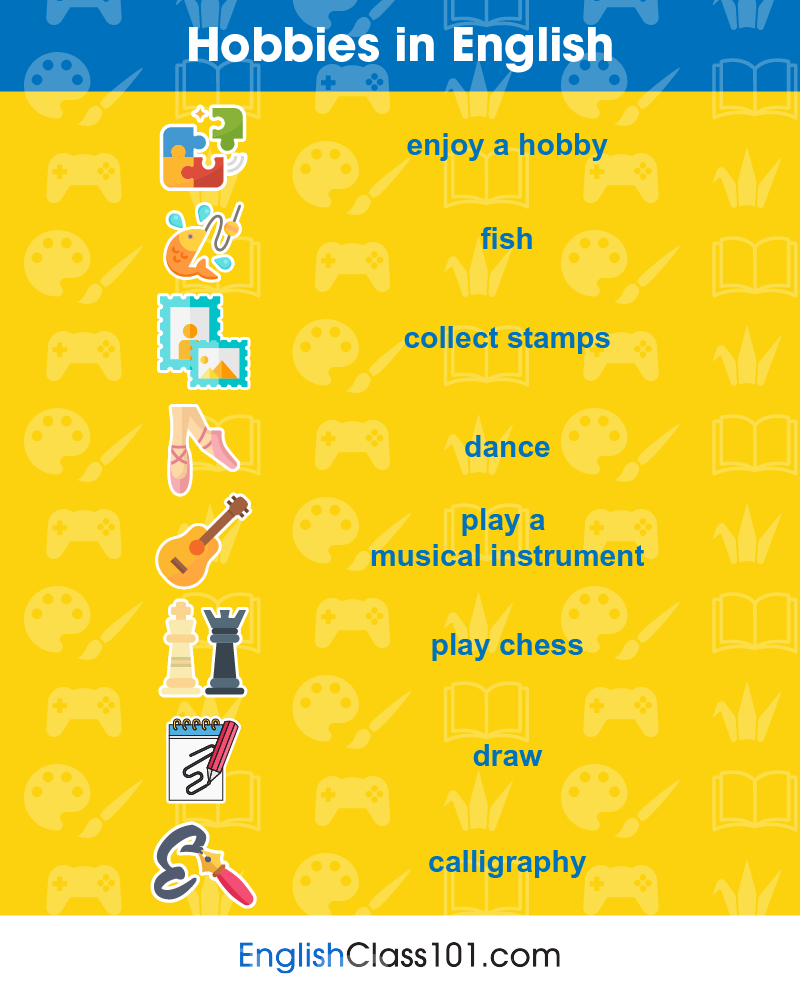 Hobbies in English
enjoy a hobby
fish
collect stamps
dance
play a
musical instrument
play chess
draw
calligraphy
EnglishClass101.com